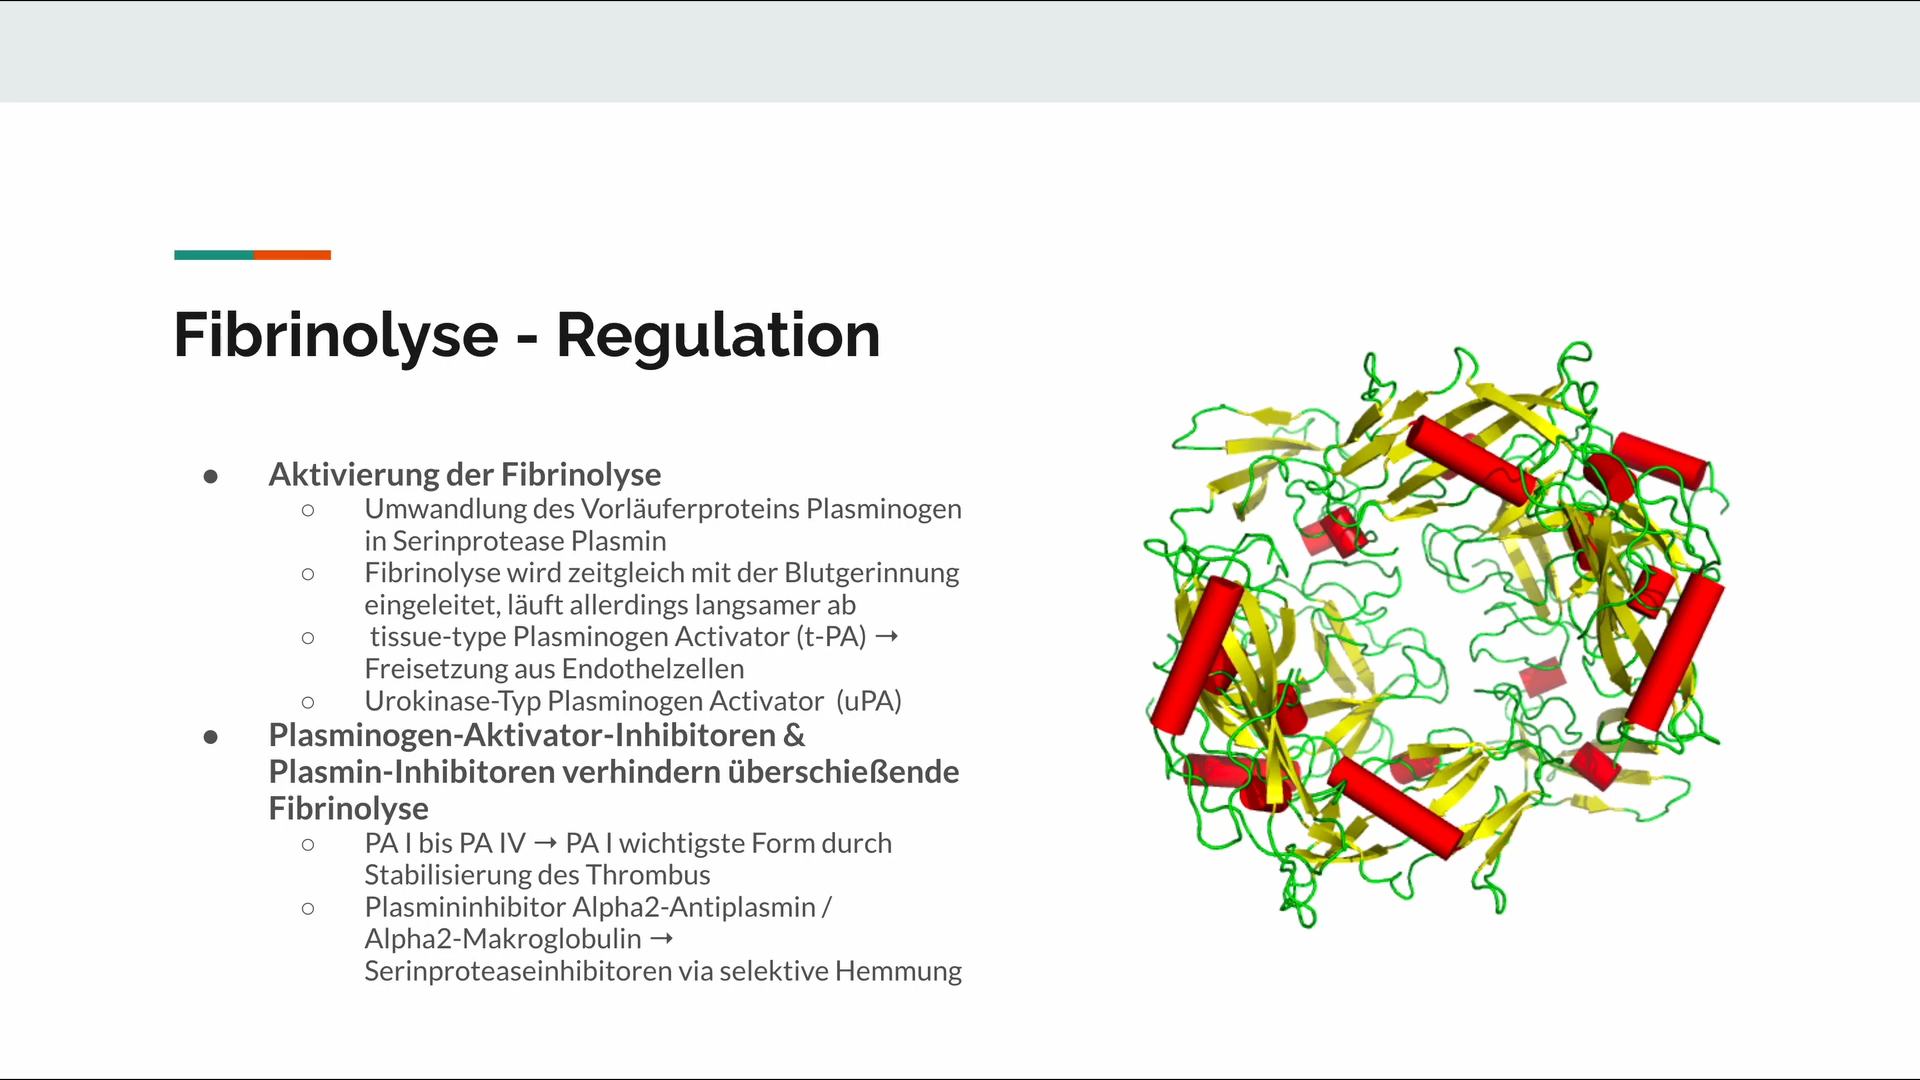 Fibrinolyse - Regulation
● Aktivierung der Fibrinolyse
○ Umwandlung des Vorläuferproteins Plasminogen
in Serinprotease Plasmin
○ Fibrinolyse wird zeitgleich mit der Blutgerinnung
eingeleitet, läuft allerdings langsamer ab
○ tissue-type Plasminogen Activator (t-PA) →
Freisetzung aus Endothelzellen
○ Urokinase-Typ Plasminogen Activator (uPA)
● Plasminogen-Aktivator-Inhibitoren &
Plasmin-Inhibitoren verhindern überschießende
Fibrinolyse
○ PA I bis PA IV → PA I wichtigste Form durch
Stabilisierung des Thrombus
○ Plasmininhibitor Alpha2-Antiplasmin /
Alpha2-Makroglobulin →
Serinproteaseinhibitoren via selektive Hemmung